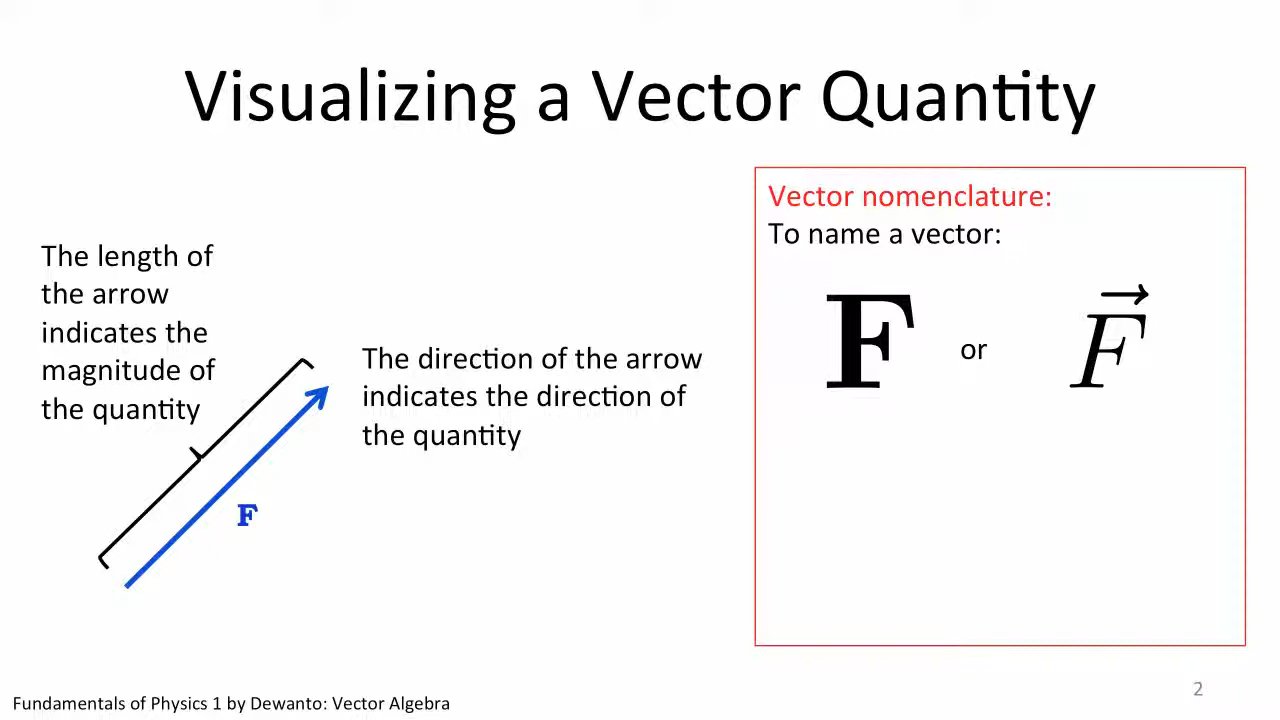 Visualizing a Vector Quantity
The length of
the arrow
indicates the
magnitude of
the quantity
The direction of the arrow
indicates the direction of
the quantity
F
Vector nomenclature:
To name a vector:
F or F⃗
Fundamentals of Physics 1 by Dewanto: Vector Algebra
2